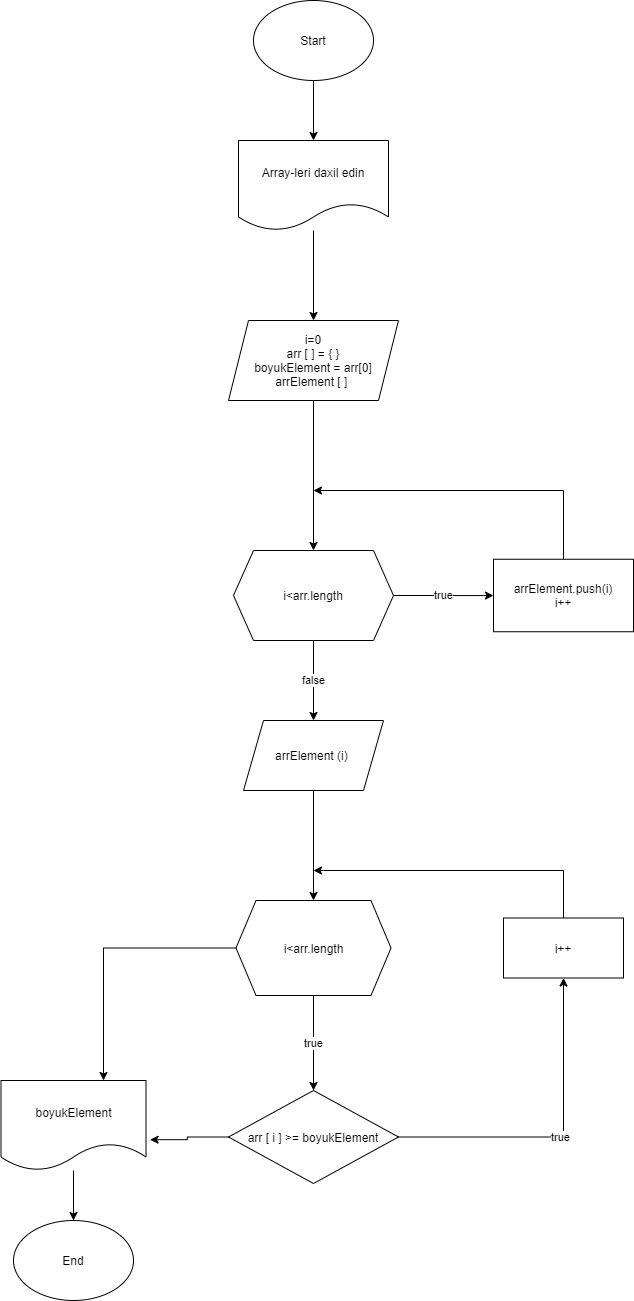 Start
Array-leri daxil edin
i=0
arr [ ] = { }
boyukElement = arr[0]
arrElement [ ]
i<arr.length
true
arrElement.push(i)
i++
false
arrElement (i)
i<arr.length
i++
true
boyukElement
arr [ i ] >= boyukElement
true
End